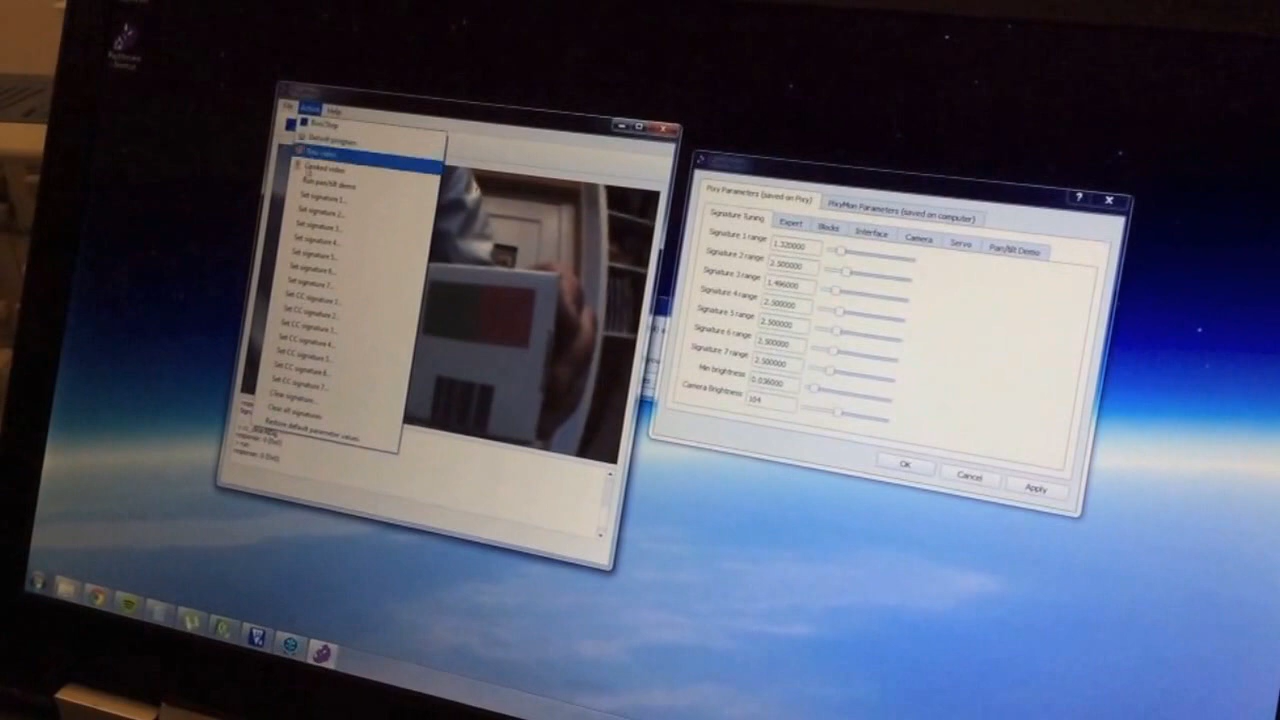 File Action Help
Run/Stop
Default program
Raw video
Cooked video
Run pan/tilt demo
Set signature 1...
Set signature 2...
Set signature 3...
Set signature 4...
Set signature 5...
Set signature 6...
Set signature 7...
Set CC signature 1...
Set CC signature 2...
Set CC signature 3...
Set CC signature 4...
Set CC signature 5...
Set CC signature 6...
Set CC signature 7...
Clear signature...
Clear all signatures
Restore default parameter values
response: 0 (0x0)
run
response: 0 (0x0)
Pixy Parameters (saved on Pixy) PixyMon Parameters (saved on computer)
Signature Tuning Expert Blocks Interface Camera Servo Pan/tilt Demo
Signature 1 range 1.320000
Signature 2 range 2.500000
Signature 3 range 1.496000
Signature 4 range 2.500000
Signature 5 range 2.500000
Signature 6 range 2.500000
Signature 7 range 2.500000
Min brightness 0.036000
Camera Brightness 104
OK Cancel Apply